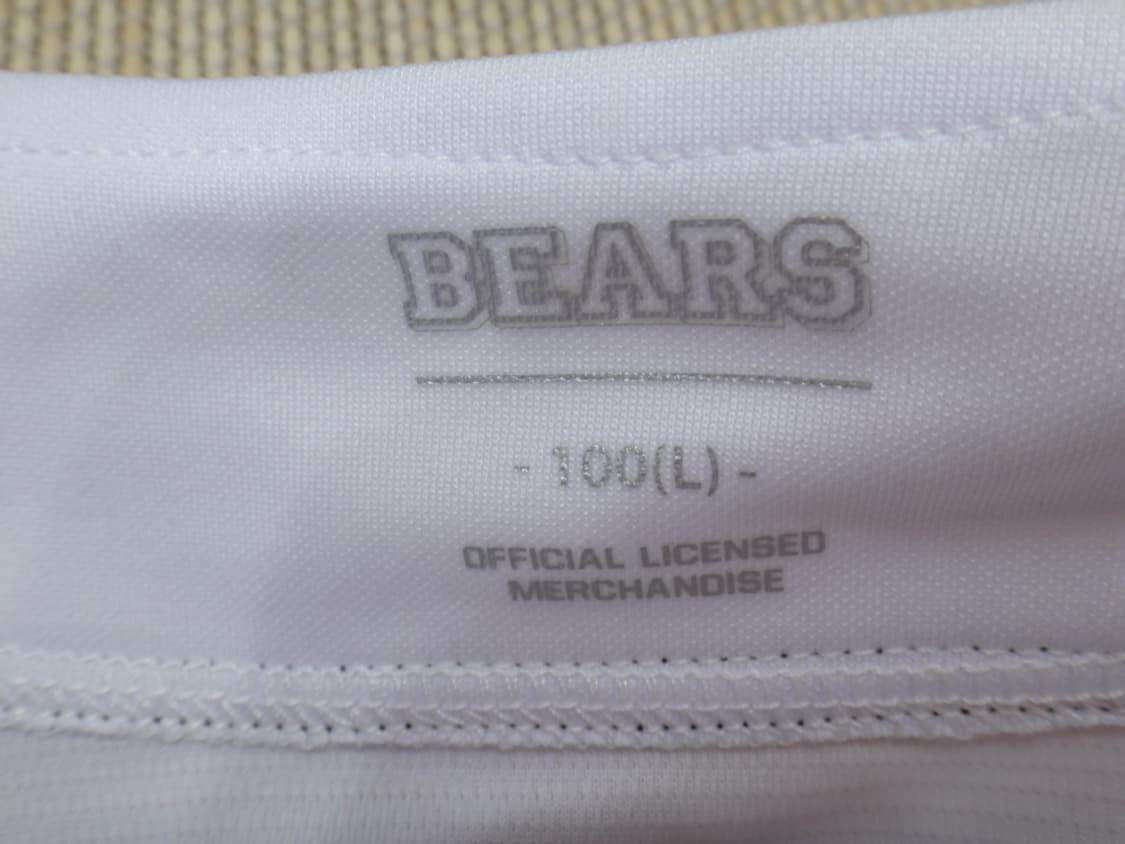 BEARS
- 100(L) -
OFFICIAL LICENSED
MERCHANDISE